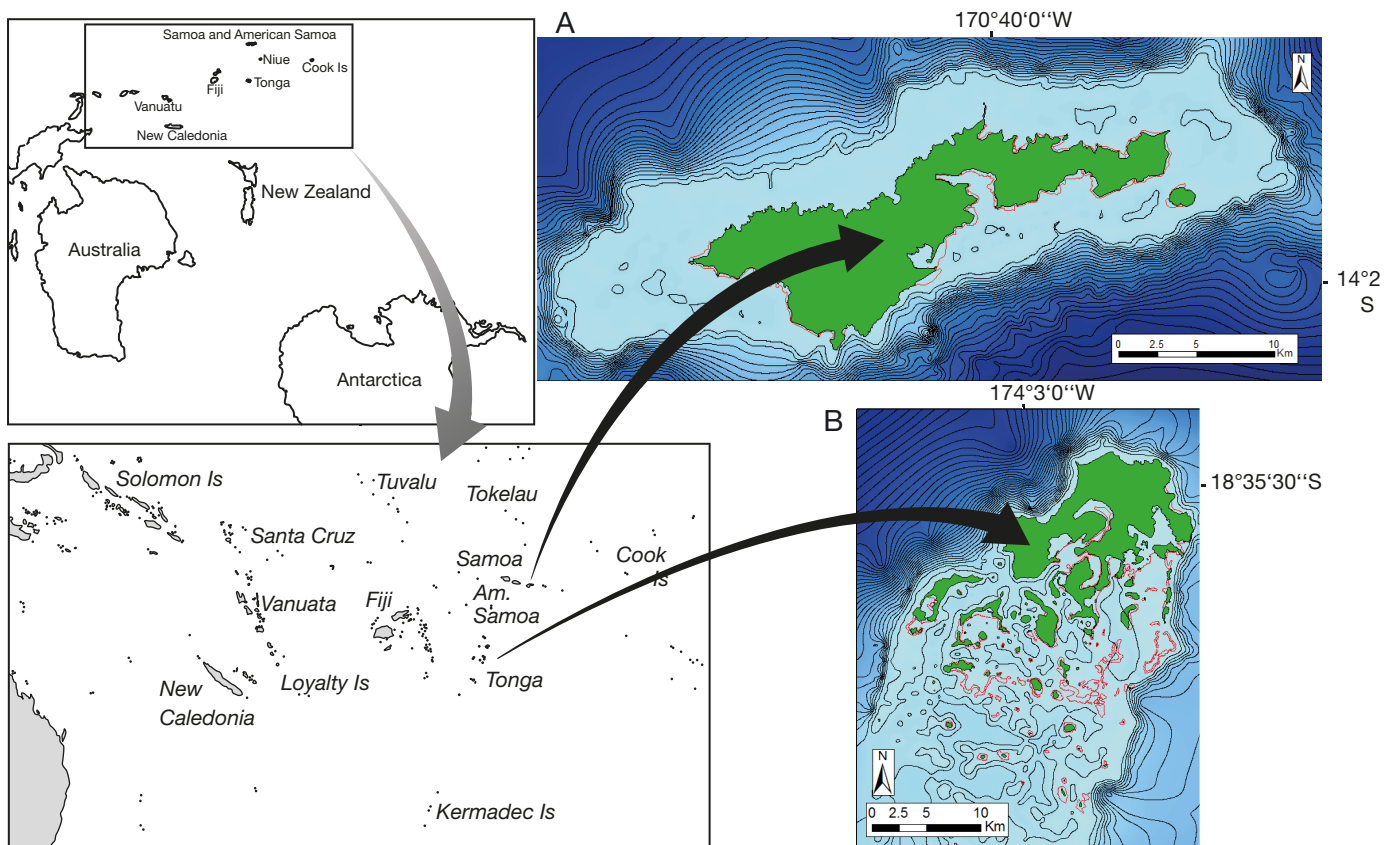 Samoa and American Samoa
Niue
Cook Is
Fiji
Tonga
Vanuatu
New Caledonia
New Zealand
Australia
Antarctica
A
170°40‘0‘‘W
N
14°2
S
0 2.5 5 10
Km
174°3‘0‘‘W
B
18°35‘30‘‘S
N
0 2.5 5 10
Km
Solomon Is
Tuvalu
Tokelau
Santa Cruz
Samoa
Cook
Is
Am.
Samoa
Vanuata
Fiji
Tonga
Loyalty Is
New
Caledonia
Kermadec Is